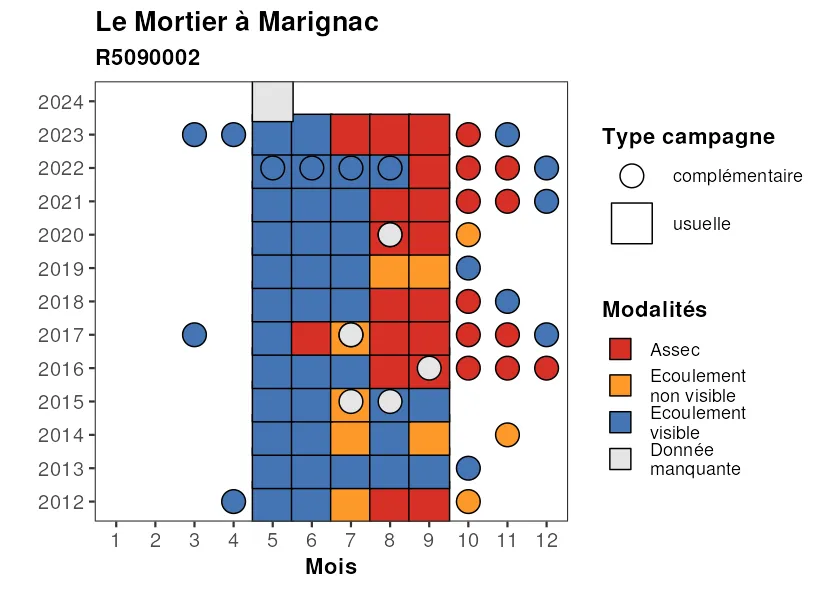 Le Mortier à Marignac
R5090002
2024
2023
2022
2021
2020
2019
2018
2017
2016
2015
2014
2013
2012
1 2 3 4 5 6 7 8 9 10 11 12
Mois
Type campagne
complémentaire
usuelle
Modalités
Assec
Ecoulement
non visible
Ecoulement
visible
Donnée
manquante